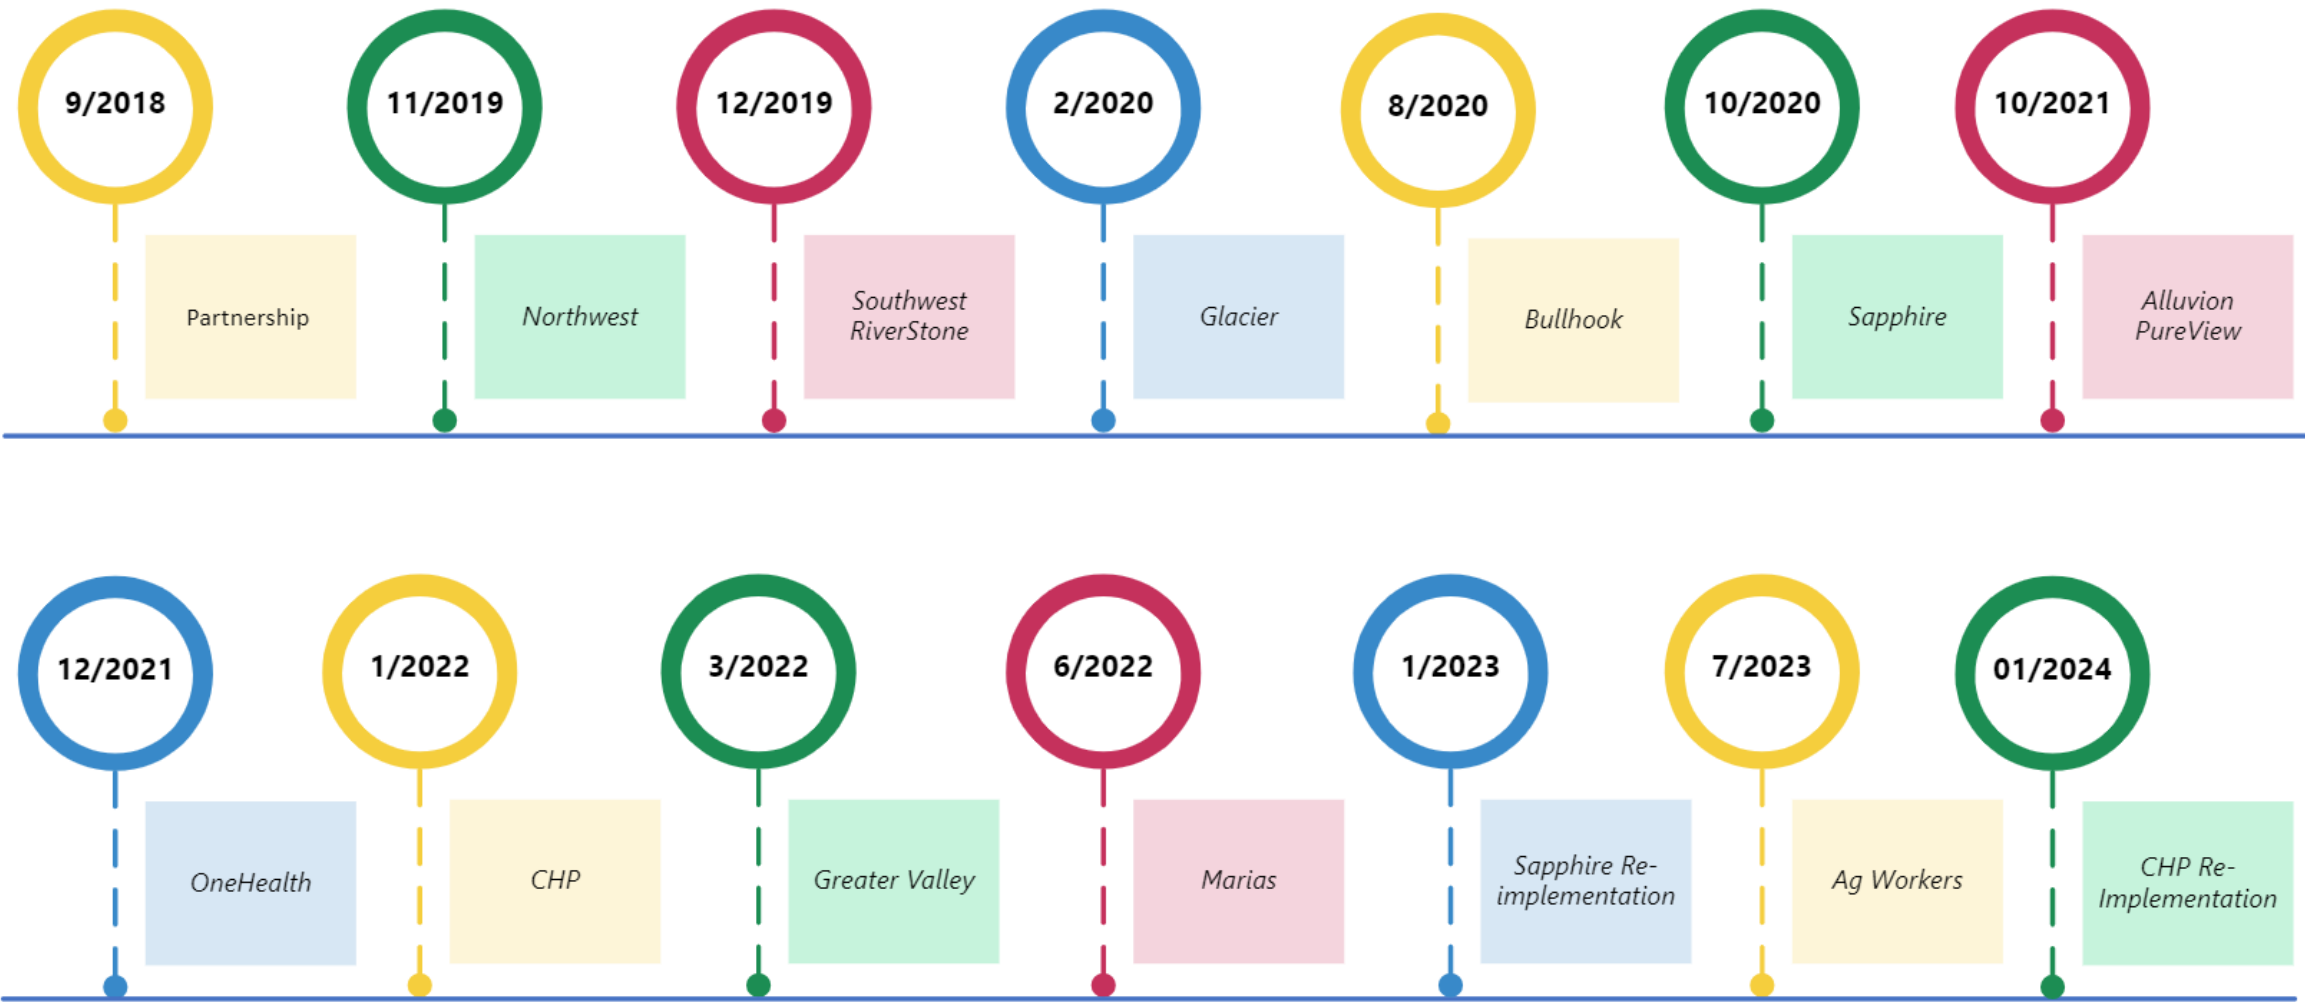 9/2018
11/2019
12/2019
2/2020
8/2020
10/2020
10/2021
Partnership
Northwest
Southwest
RiverStone
Glacier
Bullhook
Sapphire
Alluvion
PureView
12/2021
1/2022
3/2022
6/2022
1/2023
7/2023
01/2024
OneHealth
CHP
Greater Valley
Marias
Sapphire Re-
implementation
Ag Workers
CHP Re-
Implementation